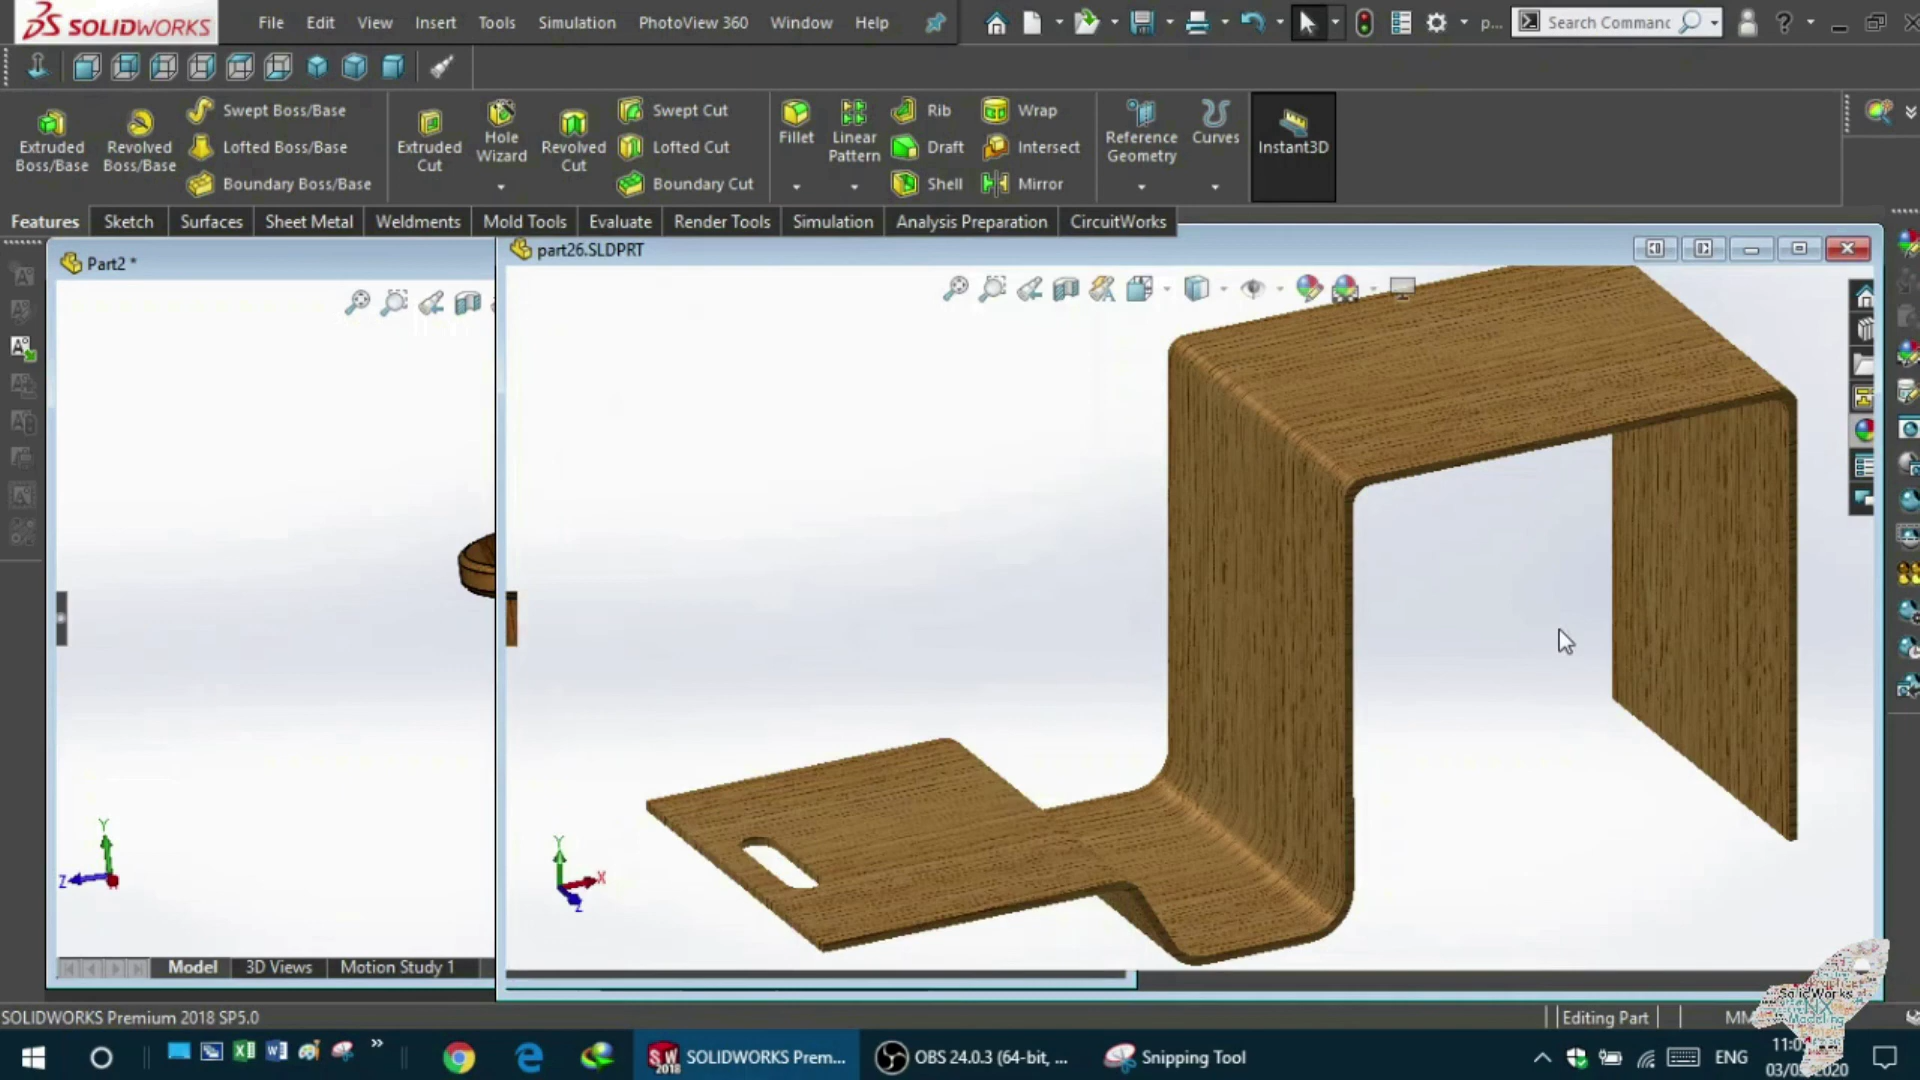 SOLIDWORKS
File Edit View Insert Tools Simulation PhotoView 360 Window Help
p... Search Commanc
Extruded Boss/Base
Revolved Boss/Base
Swept Boss/Base
Lofted Boss/Base
Boundary Boss/Base
Extruded Cut
Hole Wizard
Revolved Cut
Swept Cut
Lofted Cut
Boundary Cut
Fillet
Linear Pattern
Rib
Draft
Shell
Wrap
Intersect
Mirror
Reference Geometry
Curves
Instant3D
Features Sketch Surfaces Sheet Metal Weldments Mold Tools Evaluate Render Tools Simulation Analysis Preparation CircuitWorks
Part2 *
part26.SLDPRT
Y
Z
Y
X
Z
Model 3D Views Motion Study 1
SolidWorks
NX
Modeling
SOLIDWORKS Premium 2018 SP5.0
Editing Part
SW 2018
SOLIDWORKS Prem...
OBS 24.0.3 (64-bit, ...
Snipping Tool
ENG